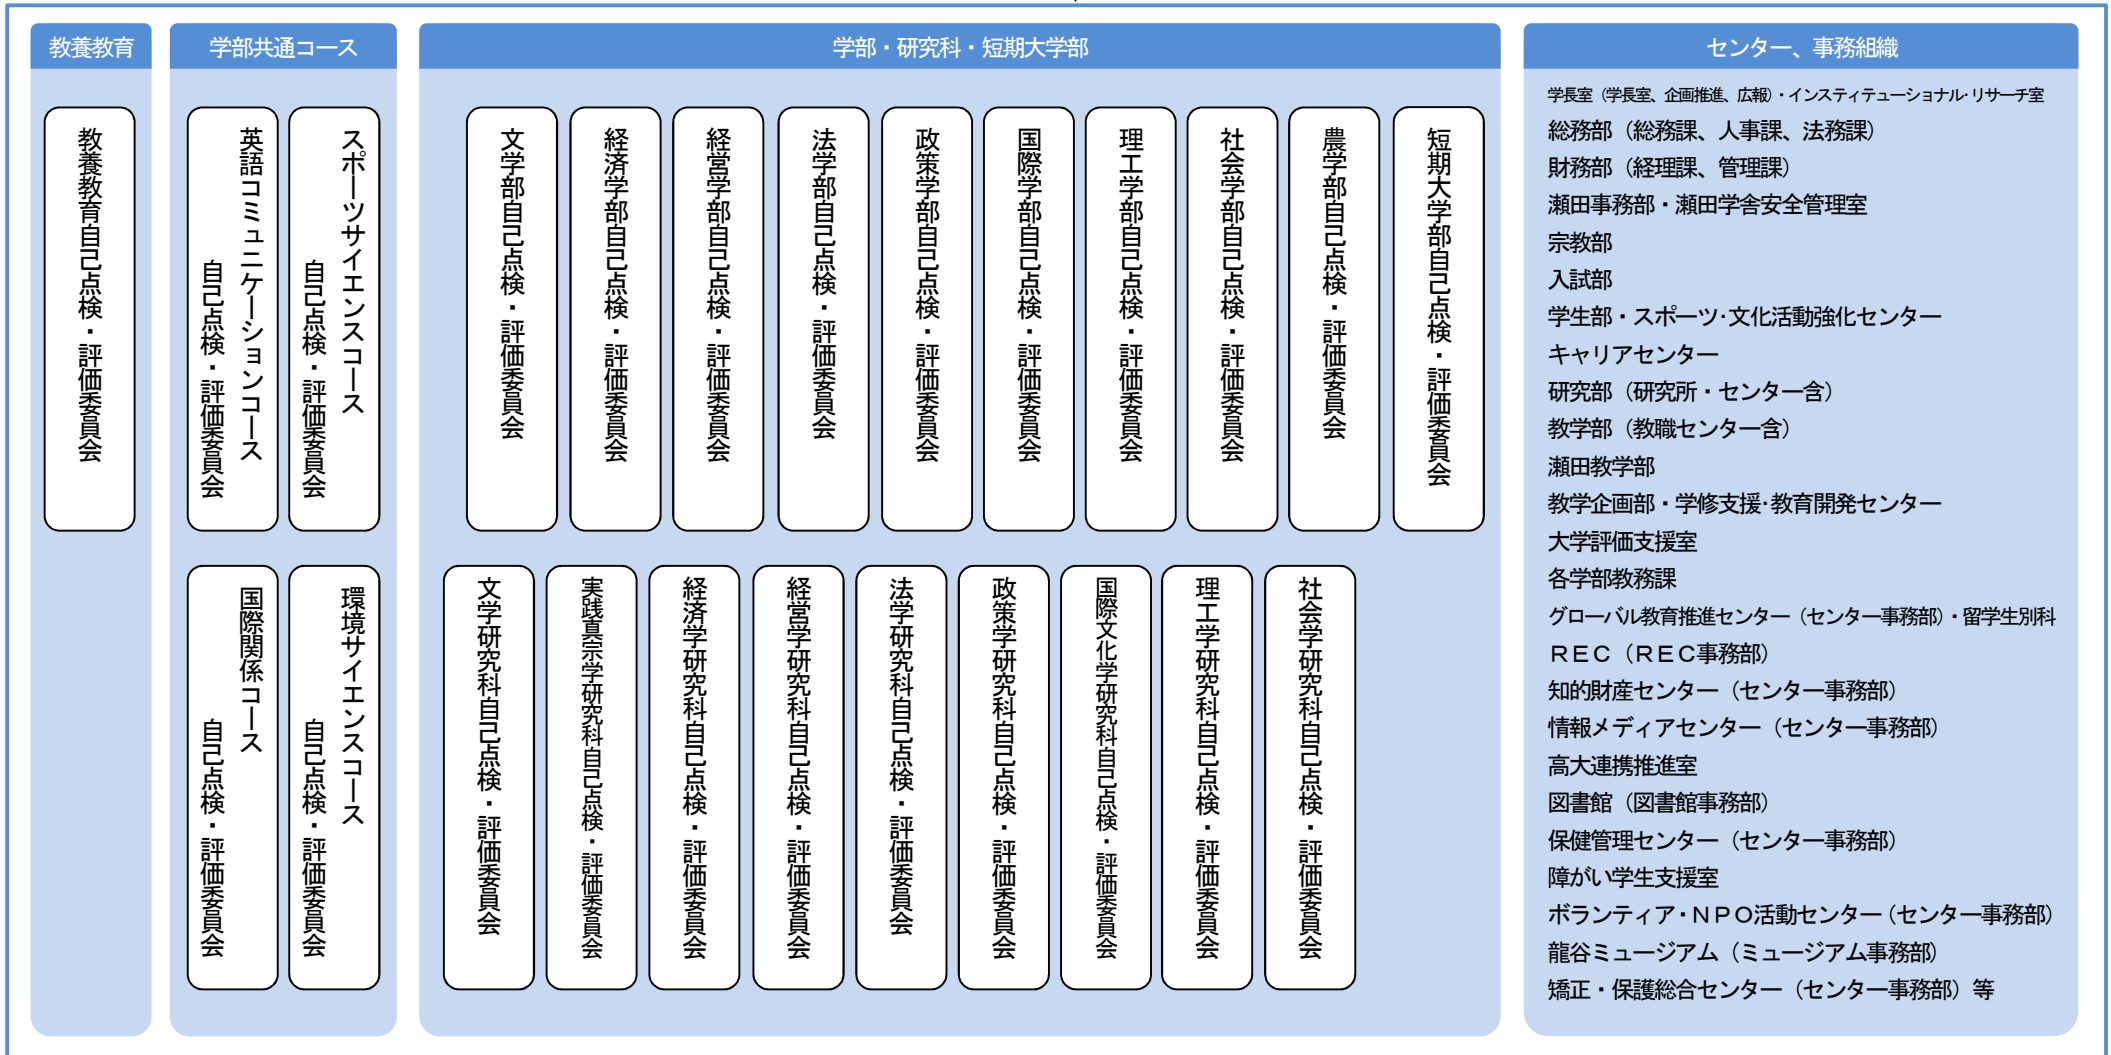 教養教育
教養教育自己点検・評価委員会
学部共通コース
英語コミュニケーションコース
自己点検・評価委員会
スポーツサイエンスコース
自己点検・評価委員会
国際関係コース
自己点検・評価委員会
環境サイエンスコース
自己点検・評価委員会
学部・研究科・短期大学部
文学部自己点検・評価委員会
経済学部自己点検・評価委員会
経営学部自己点検・評価委員会
法学部自己点検・評価委員会
政策学部自己点検・評価委員会
国際学部自己点検・評価委員会
理工学部自己点検・評価委員会
社会学部自己点検・評価委員会
農学部自己点検・評価委員会
短期大学部自己点検・評価委員会
文学研究科自己点検・評価委員会
実践真宗学研究科自己点検・評価委員会
経済学研究科自己点検・評価委員会
経営学研究科自己点検・評価委員会
法学研究科自己点検・評価委員会
政策学研究科自己点検・評価委員会
国際文化学研究科自己点検・評価委員会
理工学研究科自己点検・評価委員会
社会学研究科自己点検・評価委員会
センター、事務組織
学長室（学長室、企画推進、広報）・インスティテューショナル・リサーチ室
総務部（総務課、人事課、法務課）
財務部（経理課、管理課）
瀬田事務部・瀬田学舎安全管理室
宗教部
入試部
学生部・スポーツ・文化活動強化センター
キャリアセンター
研究部（研究所・センター含）
教学部（教職センター含）
瀬田教学部
教学企画部・学修支援・教育開発センター
大学評価支援室
各学部教務課
グローバル教育推進センター（センター事務部）・留学生別科
ＲＥＣ（ＲＥＣ事務部）
知的財産センター（センター事務部）
情報メディアセンター（センター事務部）
高大連携推進室
図書館（図書館事務部）
保健管理センター（センター事務部）
障がい学生支援室
ボランティア・ＮＰＯ活動センター（センター事務部）
龍谷ミュージアム（ミュージアム事務部）
矯正・保護総合センター（センター事務部）等